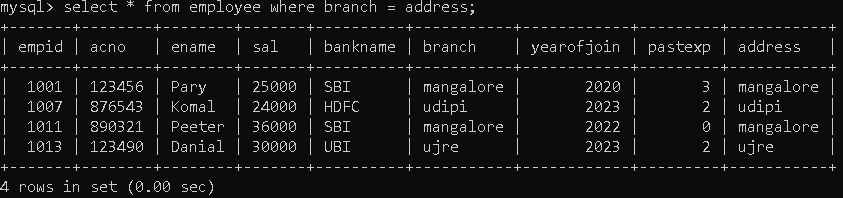 mysql> select * from employee where branch = address;
+-------+--------+--------+-------+----------+-----------+------------+---------+-----------+
| empid | acno   | ename  | sal   | bankname | branch    | yearofjoin | pastexp | address   |
+-------+--------+--------+-------+----------+-----------+------------+---------+-----------+
|  1001 | 123456 | Pary   | 25000 | SBI      | mangalore |       2020 |       3 | mangalore |
|  1007 | 876543 | Komal  | 24000 | HDFC     | udipi     |       2023 |       2 | udipi     |
|  1011 | 890321 | Peeter | 36000 | SBI      | mangalore |       2022 |       0 | mangalore |
|  1013 | 123490 | Danial | 30000 | UBI      | ujre      |       2023 |       2 | ujre      |
+-------+--------+--------+-------+----------+-----------+------------+---------+-----------+
4 rows in set (0.00 sec)